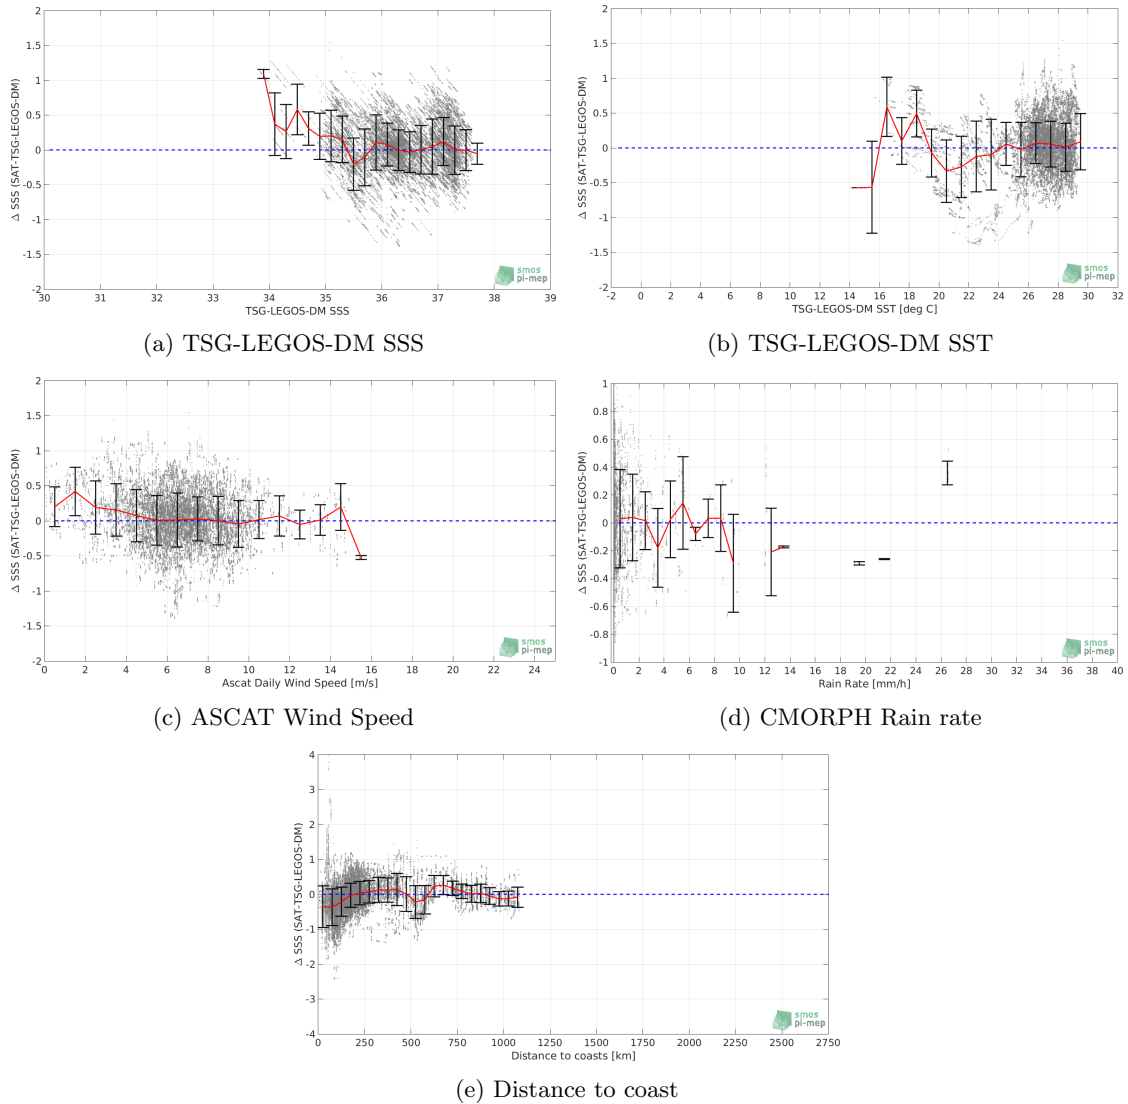 2
1.5
1
0.5
0
-0.5
-1
-1.5
-2
Δ SSS (SAT-TSG-LEGOS-DM)
30 31 32 33 34 35 36 37 38 39
TSG-LEGOS-DM SSS
smos
pi-mep
(a) TSG-LEGOS-DM SSS
2
1.5
1
0.5
0
-0.5
-1
-1.5
-2
Δ SSS (SAT-TSG-LEGOS-DM)
-2 0 2 4 6 8 10 12 14 16 18 20 22 24 26 28 30 32
TSG-LEGOS-DM SST [deg C]
smos
pi-mep
(b) TSG-LEGOS-DM SST
2
1.5
1
0.5
0
-0.5
-1
-1.5
-2
Δ SSS (SAT-TSG-LEGOS-DM)
0 2 4 6 8 10 12 14 16 18 20 22 24
Ascat Daily Wind Speed [m/s]
smos
pi-mep
(c) ASCAT Wind Speed
1
0.8
0.6
0.4
0.2
0
-0.2
-0.4
-0.6
-0.8
-1
Δ SSS (SAT-TSG-LEGOS-DM)
0 2 4 6 8 10 12 14 16 18 20 22 24 26 28 30 32 34 36 38 40
Rain Rate [mm/h]
smos
pi-mep
(d) CMORPH Rain rate
4
3
2
1
0
-1
-2
-3
-4
Δ SSS (SAT-TSG-LEGOS-DM)
0 250 500 750 1000 1250 1500 1750 2000 2250 2500 2750
Distance to coasts [km]
smos
pi-mep
(e) Distance to coast